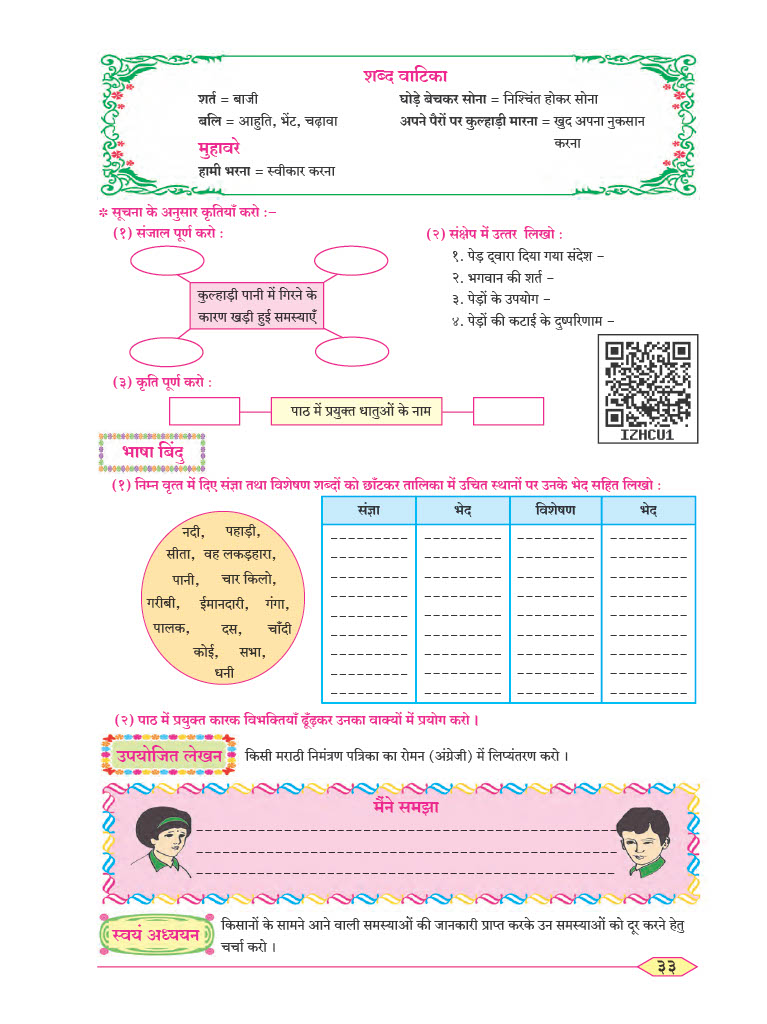 शब्द वाटिका
शर्त = बाजी
बलि = आहुति, भेंट, चढ़ावा
मुहावरे
हामी भरना = स्वीकार करना
घोड़े बेचकर सोना = निश्चिंत होकर सोना
अपने पैरों पर कुल्हाड़ी मारना = खुद अपना नुकसान
करना
* सूचना के अनुसार कृतियाँ करो :-
(१) संजाल पूर्ण करो :
कुल्हाड़ी पानी में गिरने के
कारण खड़ी हुई समस्याएँ
(२) संक्षेप में उत्तर लिखो :
१. पेड़ द्वारा दिया गया संदेश -
२. भगवान की शर्त -
३. पेड़ों के उपयोग -
४. पेड़ों की कटाई के दुष्परिणाम -
IZHCU1
(३) कृति पूर्ण करो :
पाठ में प्रयुक्त धातुओं के नाम
भाषा बिंदु
(१) निम्न वृत्त में दिए संज्ञा तथा विशेषण शब्दों को छाँटकर तालिका में उचित स्थानों पर उनके भेद सहित लिखो :
नदी, पहाड़ी,
सीता, वह लकड़हारा,
पानी, चार किलो,
गरीबी, ईमानदारी, गंगा,
पालक, दस, चाँदी
कोई, सभा,
धनी
संज्ञा भेद विशेषण भेद
(२) पाठ में प्रयुक्त कारक विभक्तियाँ ढूँढ़कर उनका वाक्यों में प्रयोग करो ।
उपयोजित लेखन
किसी मराठी निमंत्रण पत्रिका का रोमन (अंग्रेजी) में लिप्यंतरण करो ।
मैंने समझा
स्वयं अध्ययन
किसानों के सामने आने वाली समस्याओं की जानकारी प्राप्त करके उन समस्याओं को दूर करने हेतु
चर्चा करो ।
३३